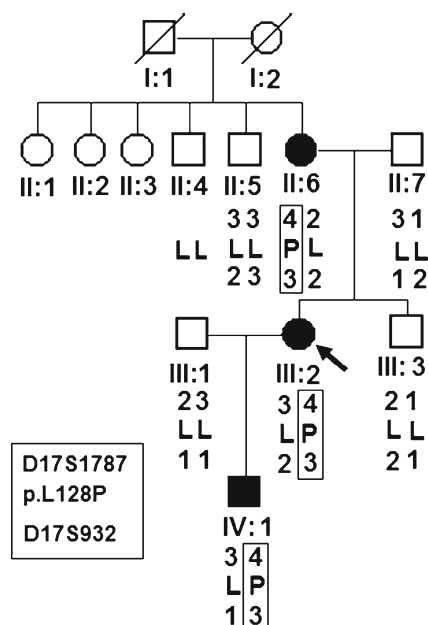 I:1 I:2
II:1 II:2 II:3 II:4 II:5 II:6 II:7
3 3 4 2 3 1
L L L L P L L L
2 3 3 2 1 2
III:1 III:2 III: 3
2 3 3 4 2 1
L L L P L L
1 1 2 3 2 1
D17S1787
p.L128P
D17S932
IV: 1
3 4
L P
1 3